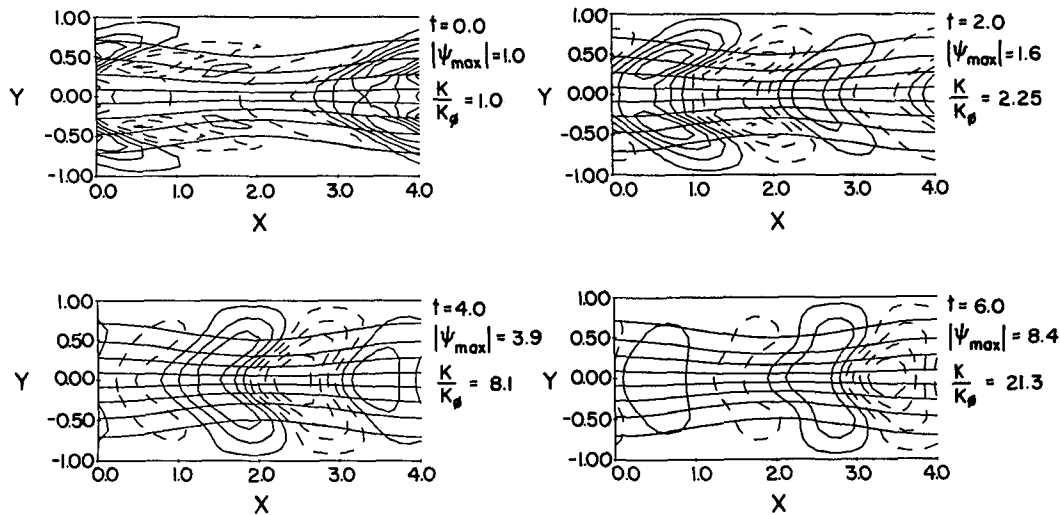 1.00
0.50
Y 0.00
-0.50
-1.00
0.0 1.0 2.0 3.0 4.0
X
t=0.0
|ψmax|=1.0
K/Kø = 1.0
1.00
0.50
Y 0.00
-0.50
-1.00
0.0 1.0 2.0 3.0 4.0
X
t=2.0
|ψmax|=1.6
K/Kø = 2.25
1.00
0.50
Y 0.00
-0.50
-1.00
0.0 1.0 2.0 3.0 4.0
X
t=4.0
|ψmax|= 3.9
K/Kø = 8.1
1.00
0.50
Y 0.00
-0.50
-1.00
0.0 1.0 2.0 3.0 4.0
X
t=6.0
|ψmax|= 8.4
K/Kø = 21.3